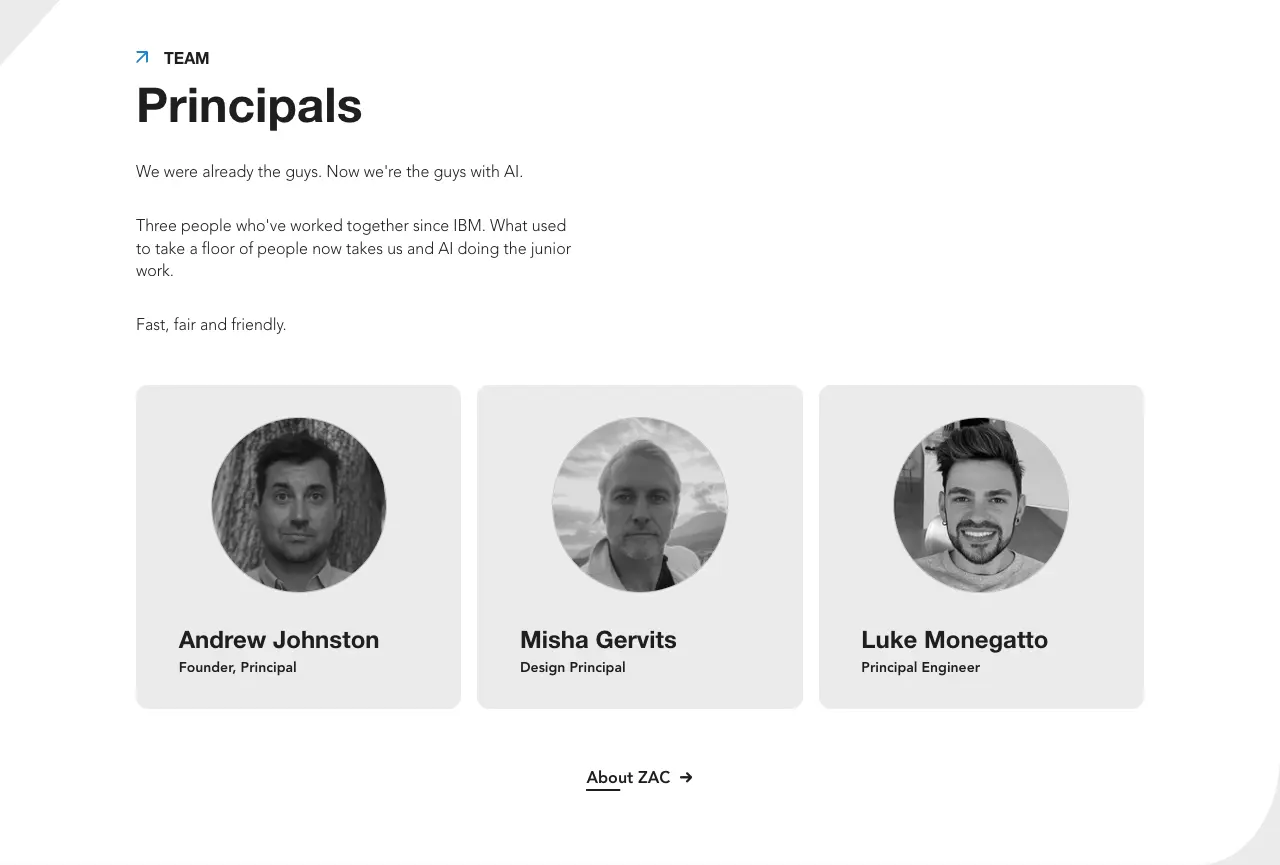 TEAM
Principals
We were already the guys. Now we're the guys with AI.
Three people who've worked together since IBM. What used
to take a floor of people now takes us and AI doing the junior
work.
Fast, fair and friendly.
Andrew Johnston
Founder, Principal
Misha Gervits
Design Principal
Luke Monegatto
Principal Engineer
About ZAC